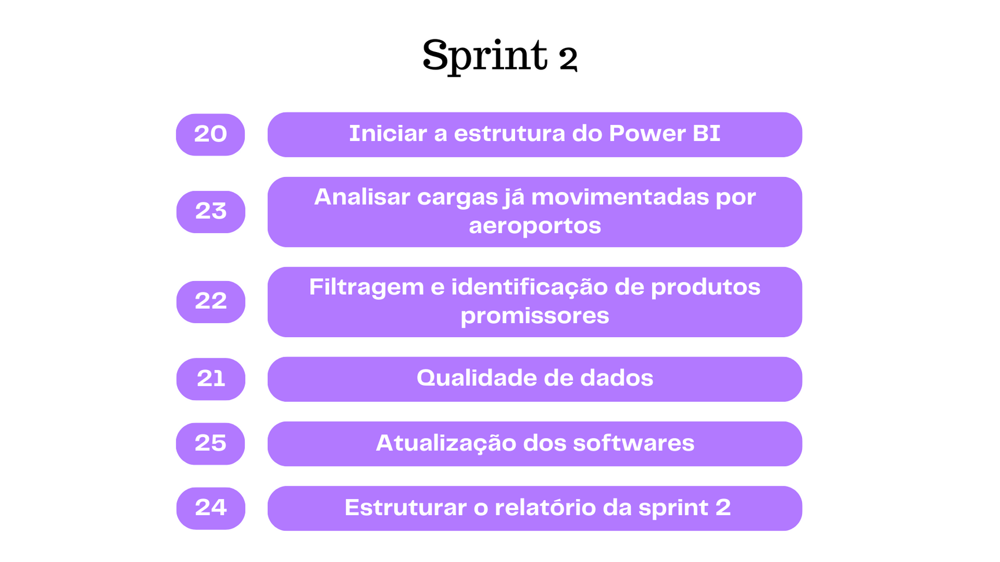 Sprint 2
20
Iniciar a estrutura do Power BI
23
Analisar cargas já movimentadas por
aeroportos
22
Filtragem e identificação de produtos
promissores
21
Qualidade de dados
25
Atualização dos softwares
24
Estruturar o relatório da sprint 2